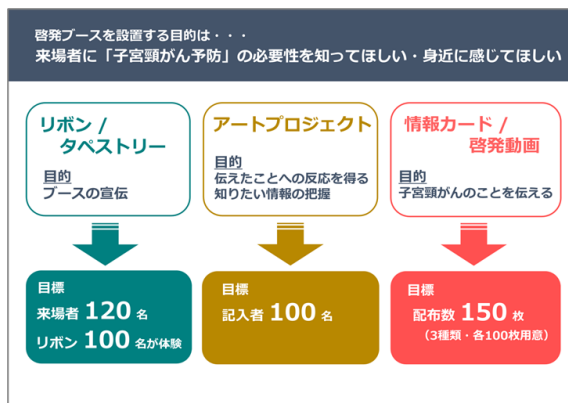 啓発ブースを設置する目的は・・・
来場者に「子宮頸がん予防」の必要性を知ってほしい・身近に感じてほしい
リボン /
タペストリー
目的
ブースの宣伝
アートプロジェクト
目的
伝えたことへの反応を得る
知りたい情報の把握
情報カード /
啓発動画
目的
子宮頸がんのことを伝える
目標
来場者 120 名
リボン 100 名が体験
目標
記入者 100 名
目標
配布数 150 枚
（3種類・各100枚用意）